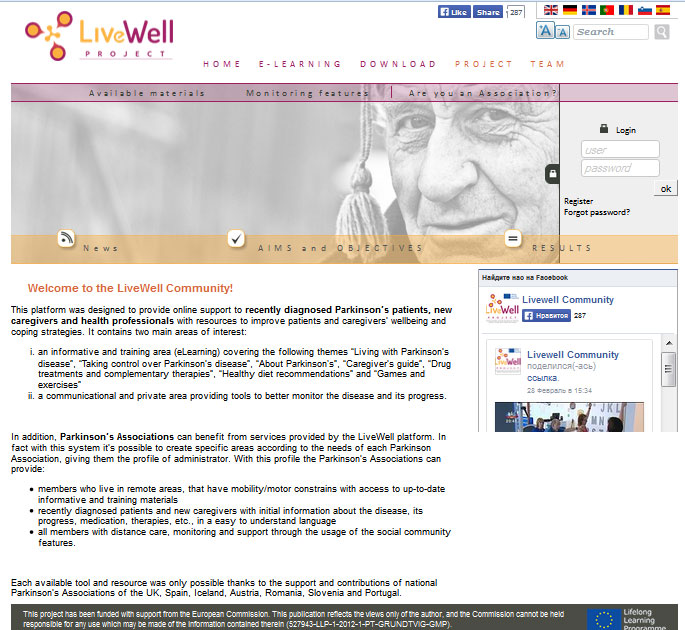 Like Share 287
LiveWell
PROJECT
Search
HOME E-LEARNING DOWNLOAD PROJECT TEAM
Available materials Monitoring features Are you an Association?
Login
user
password
ok
Register
Forgot password?
News AIMS and OBJECTIVES RESULTS
Welcome to the LiveWell Community!
This platform was designed to provide online support to recently diagnosed Parkinson's patients, new
caregivers and health professionals with resources to improve patients and caregivers' wellbeing and
coping strategies. It contains two main areas of interest:
i. an informative and training area (eLearning) covering the following themes “Living with Parkinson's
disease”, “Taking control over Parkinson's disease”, “About Parkinson's”, “Caregiver's guide”, “Drug
treatments and complementary therapies”, “Healthy diet recommendations” and “Games and
exercises”
ii. a communicational and private area providing tools to better monitor the disease and its progress.
In addition, Parkinson's Associations can benefit from services provided by the LiveWell platform. In
fact with this system it's possible to create specific areas according to the needs of each Parkinson
Association, giving them the profile of administrator. With this profile the Parkinson's Associations can
provide:
• members who live in remote areas, that have mobility/motor constrains with access to up-to-date
informative and training materials
• recently diagnosed patients and new caregivers with initial information about the disease, its
progress, medication, therapies, etc., in a easy to understand language
• all members with distance care, monitoring and support through the usage of the social community
features.
Each available tool and resource was only possible thanks to the support and contributions of national
Parkinson's Associations of the UK, Spain, Iceland, Austria, Romania, Slovenia and Portugal.
Найдите нас на Facebook
Livewell Community
Нравится 287
Livewell Community
поделился(-ась)
ссылка.
28 Февраль в 15:34
This project has been funded with support from the European Commission. This publication reflects the views only of the author, and the Commission cannot be held
responsible for any use which may be made of the information contained therein (527943-LLP-1-2012-1-PT-GRUNDTVIG-GMP).
Lifelong
Learning
Programme